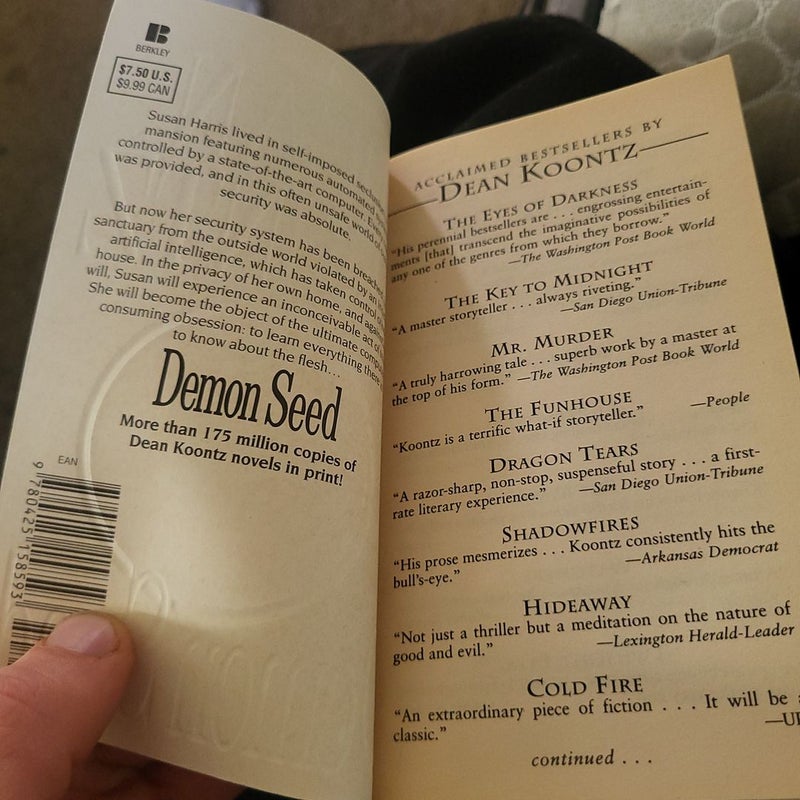 BERKLEY
$7.50 U.S.
$9.99 CAN
Susan Harris lived in self-imposed
mansion featuring numerous automated
controlled by a state-of-the-art computer.
was provided, and in this often unsafe world
security was absolute.
But now her security system has been breached
sanctuary from the outside world violated by an
artificial intelligence, which has taken control
house. In the privacy of her own home, and
will, Susan will experience an inconceivable act of
She will become the object of the ultimate
consuming obsession: to learn everything there
to know about the flesh...
Demon Seed
More than 175 million copies of
Dean Koontz novels in print!
EAN
9 780425 158593
ACCLAIMED BESTSELLERS BY
DEAN KOONTZ
THE EYES OF DARKNESS
"His perennial bestsellers are . . . engrossing entertain-
ments [that] transcend the imaginative possibilities of
any one of the genres from which they borrow."
—The Washington Post Book World
THE KEY TO MIDNIGHT
"A master storyteller . . . always riveting."
—San Diego Union-Tribune
MR. MURDER
"A truly harrowing tale . . . superb work by a master at
the top of his form." —The Washington Post Book World
THE FUNHOUSE
"Koontz is a terrific what-if storyteller." —People
DRAGON TEARS
"A razor-sharp, non-stop, suspenseful story . . . a first-
rate literary experience." —San Diego Union-Tribune
SHADOWFIRES
"His prose mesmerizes . . . Koontz consistently hits the
bull's-eye." —Arkansas Democrat
HIDEAWAY
"Not just a thriller but a meditation on the nature of
good and evil." —Lexington Herald-Leader
COLD FIRE
"An extraordinary piece of fiction . . . It will be
classic."
continued . . .